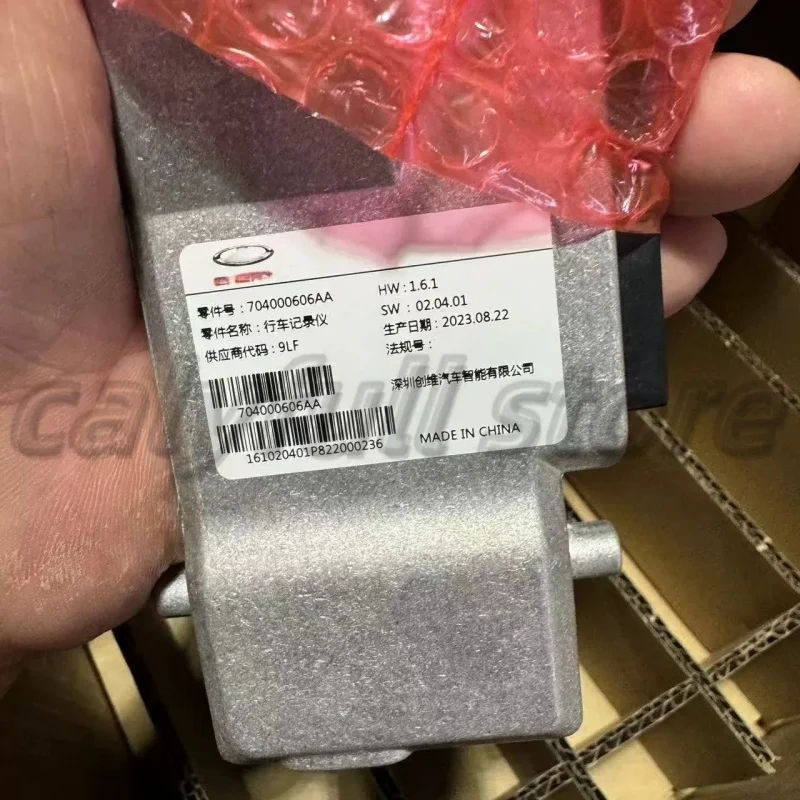 零件号：704000606AA
零件名称：行车记录仪
供应商代码：9LF
HW：1.6.1
SW：02.04.01
生产日期：2023.08.22
法规号：
深圳创维汽车智能有限公司
704000606AA
161020401P822000236
MADE IN CHINA
full store